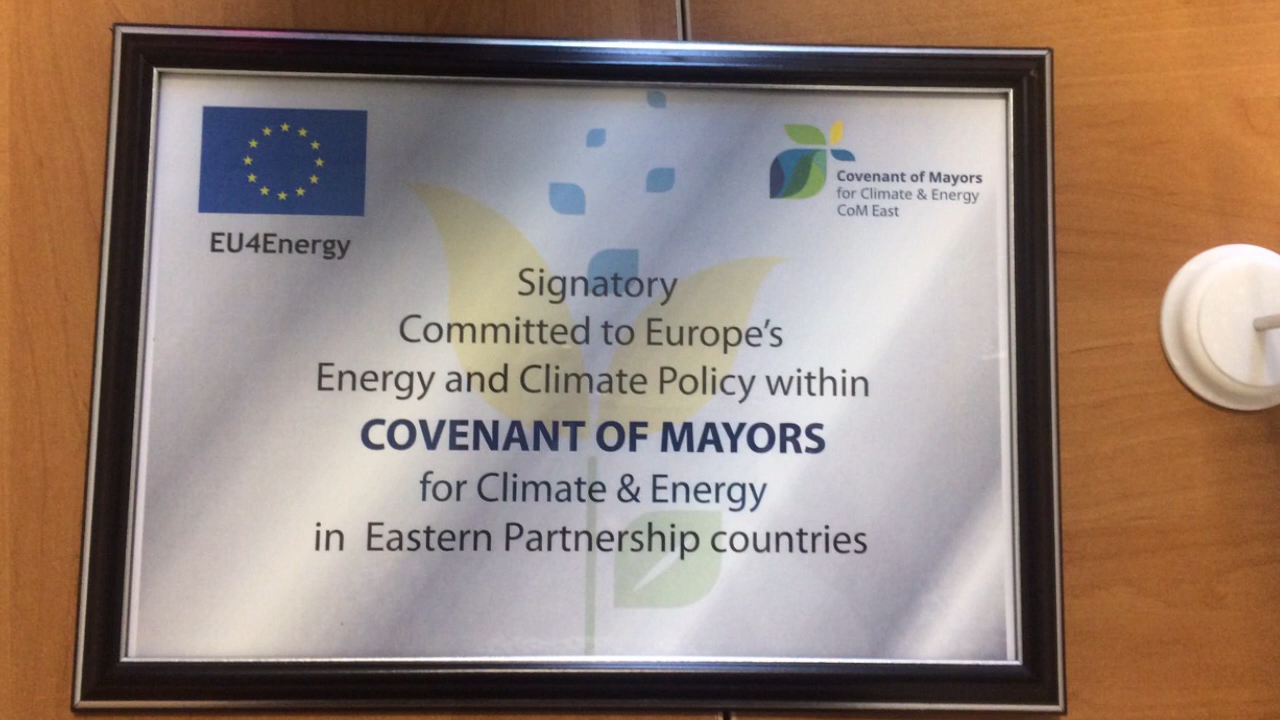 EU4Energy
Covenant of Mayors
for Climate & Energy
CoM East
Signatory
Committed to Europe's
Energy and Climate Policy within
COVENANT OF MAYORS
for Climate & Energy
in Eastern Partnership countries